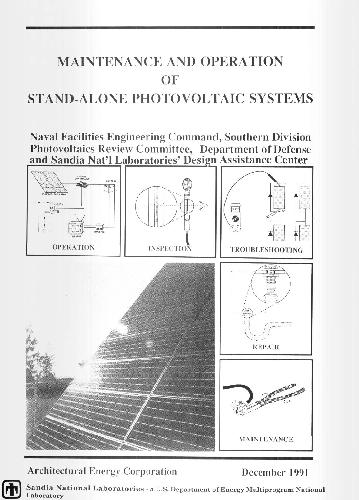 MAINTENANCE AND OPERATION
OF
STAND-ALONE PHOTOVOLTAIC SYSTEMS
Naval Facilities Engineering Command, Southern Division
Photovoltaics Review Committee, Department of Defense
and Sandia Nat'l Laboratories' Design Assistance Center
OPERATION
INSPECTION
TROUBLESHOOTING
REPAIR
MAINTENANCE
Architectural Energy Corporation
December 1991
Sandia National Laboratories - a U.S. Department of Energy Multiprogram National
Laboratory